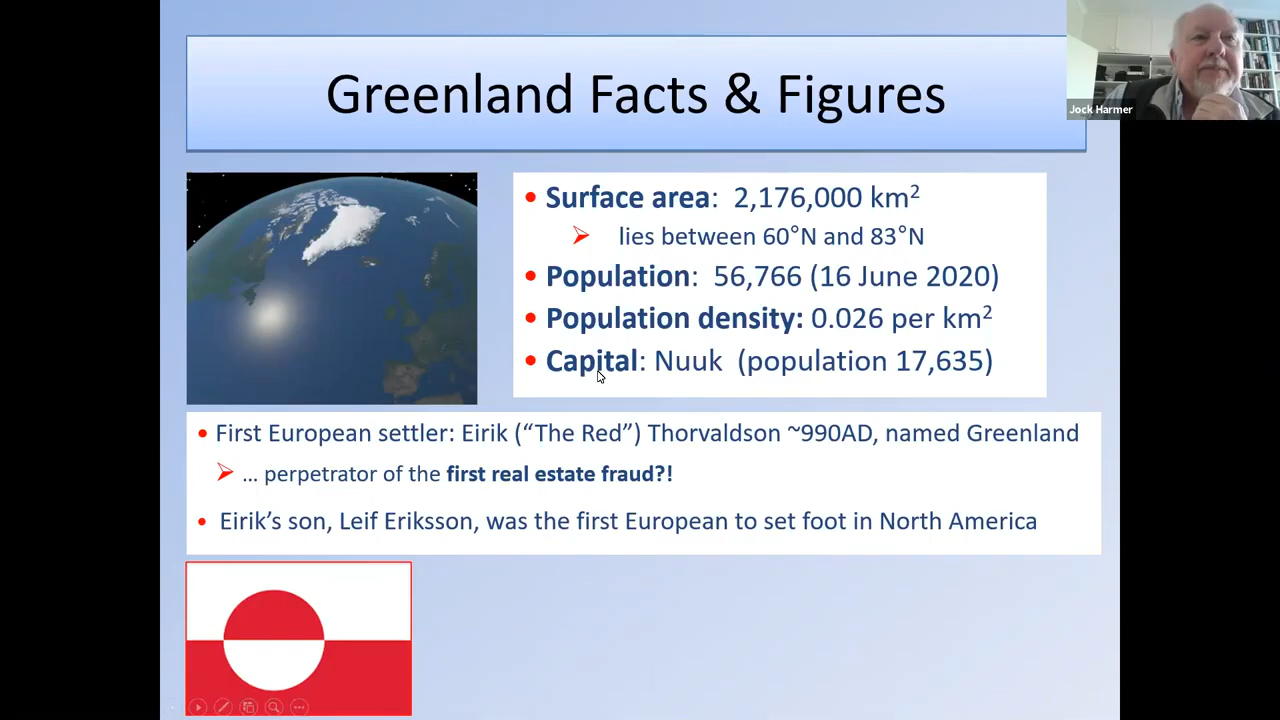 Greenland Facts & Figures
Jock Harmer
• Surface area: 2,176,000 km²
➢ lies between 60°N and 83°N
• Population: 56,766 (16 June 2020)
• Population density: 0.026 per km²
• Capital: Nuuk (population 17,635)
• First European settler: Eirik (“The Red”) Thorvaldson ~990AD, named Greenland
➢ … perpetrator of the first real estate fraud?!
• Eirik’s son, Leif Eriksson, was the first European to set foot in North America